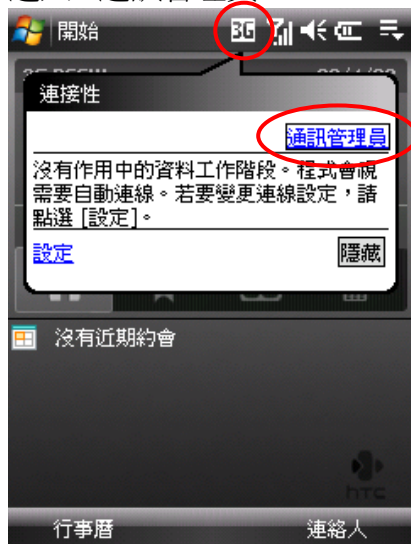 開始
3G
連接性
通訊管理員
沒有作用中的資料工作階段。程式會視
需要自動連線。若要變更連線設定，請
點選 [設定]。
設定
隱藏
沒有近期約會
htc
行事曆
連絡人